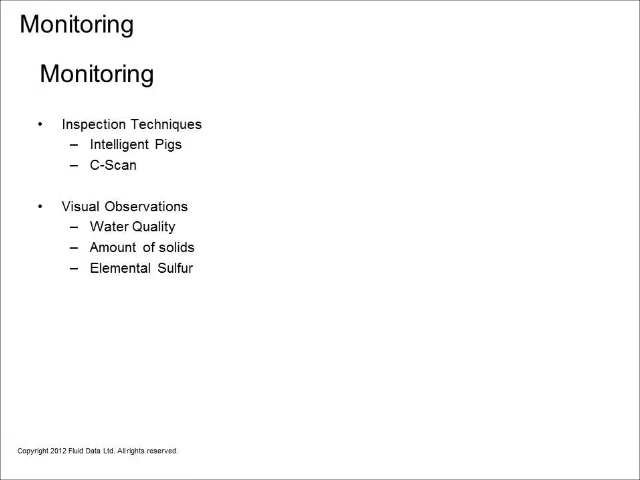 Monitoring
Monitoring
• Inspection Techniques
– Intelligent Pigs
– C-Scan
• Visual Observations
– Water Quality
– Amount of solids
– Elemental Sulfur
Copyright 2012 Fluid Data Ltd. All rights reserved.